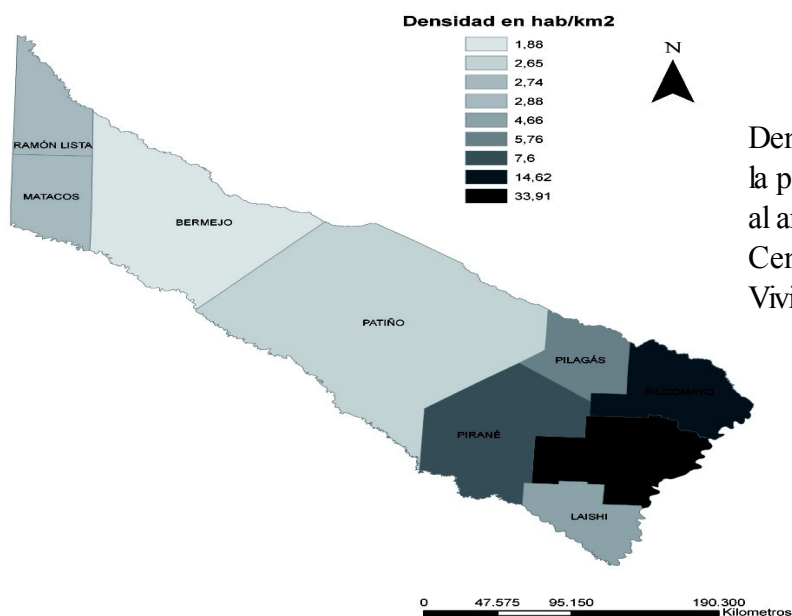 Densidad en hab/km2
1,88
2,65
2,74
2,88
4,66
5,76
7,6
14,62
33,91
N
RAMÓN LISTA
MATACOS
BERMEJO
PATIÑO
PILAGÁS
PILCOMAYO
PIRANÉ
LAISHI
la p
al a
Cen
Vivi
0 47.575 95.150 190.300
Kilometros